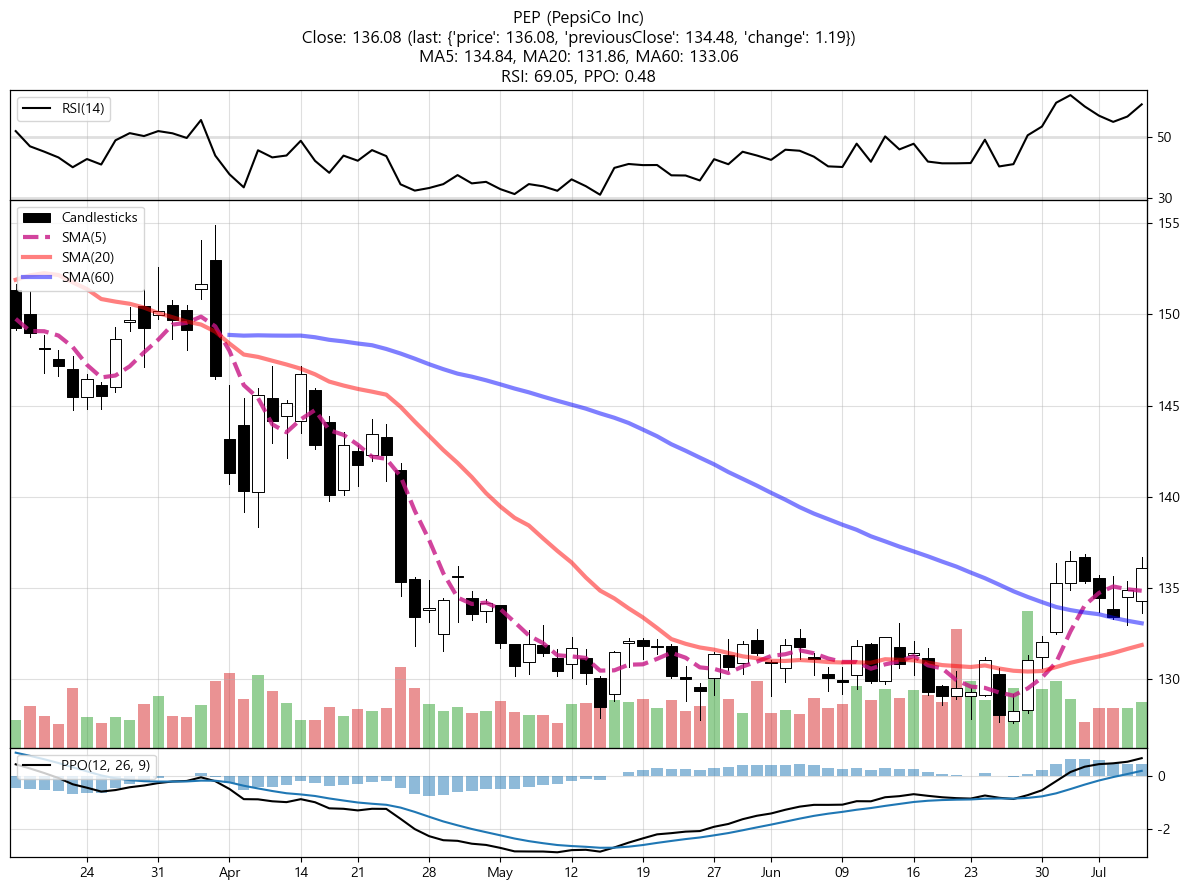 PEP (PepsiCo Inc)
Close: 136.08 (last: {'price': 136.08, 'previousClose': 134.48, 'change': 1.19})
MA5: 134.84, MA20: 131.86, MA60: 133.06
RSI: 69.05, PPO: 0.48
RSI(14)
50
30
Candlesticks
SMA(5)
SMA(20)
SMA(60)
155
150
145
140
135
130
PPO(12, 26, 9)
0
-2
24 31 Apr 14 21 28 May 12 19 27 Jun 09 16 23 30 Jul